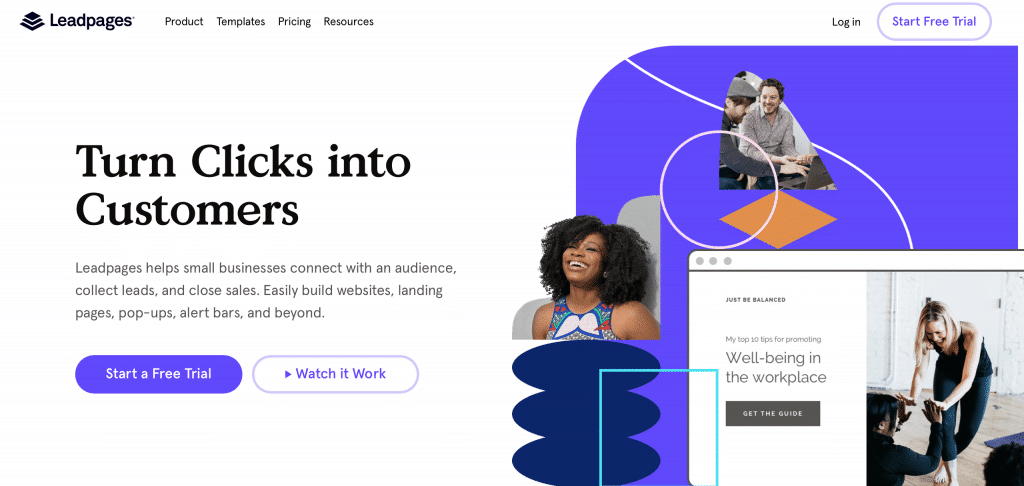 Leadpages®
Product Templates Pricing Resources
Log in
Start Free Trial
Turn Clicks into
Customers
Leadpages helps small businesses connect with an audience,
collect leads, and close sales. Easily build websites, landing
pages, pop-ups, alert bars, and beyond.
Start a Free Trial
Watch it Work
JUST BE BALANCED
My top 10 tips for promoting
Well-being in
the workplace
GET THE GUIDE